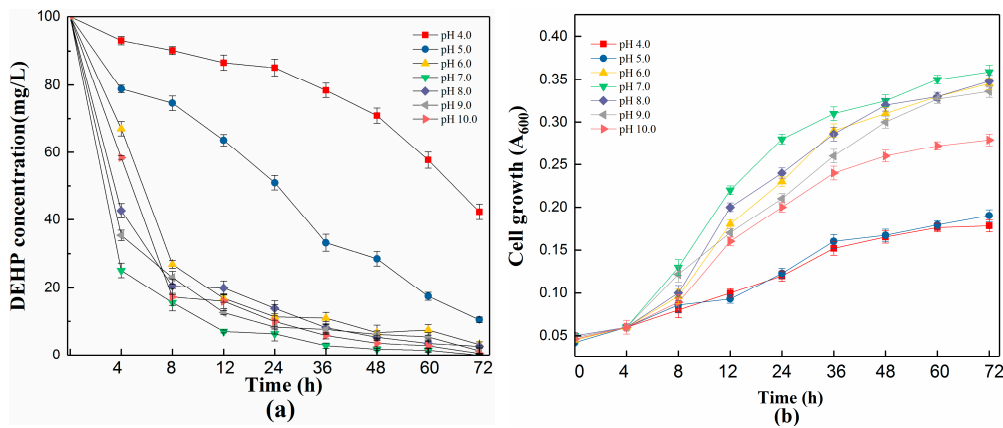 DEHP concentration(mg/L)
100
80
60
40
20
0
pH 4.0
pH 5.0
pH 6.0
pH 7.0
pH 8.0
pH 9.0
pH 10.0
4 8 12 24 36 48 60 72
Time (h)
(a)
Cell growth (A600)
0.40
0.35
0.30
0.25
0.20
0.15
0.10
0.05
pH 4.0
pH 5.0
pH 6.0
pH 7.0
pH 8.0
pH 9.0
pH 10.0
0 4 8 12 24 36 48 60 72
Time (h)
(b)